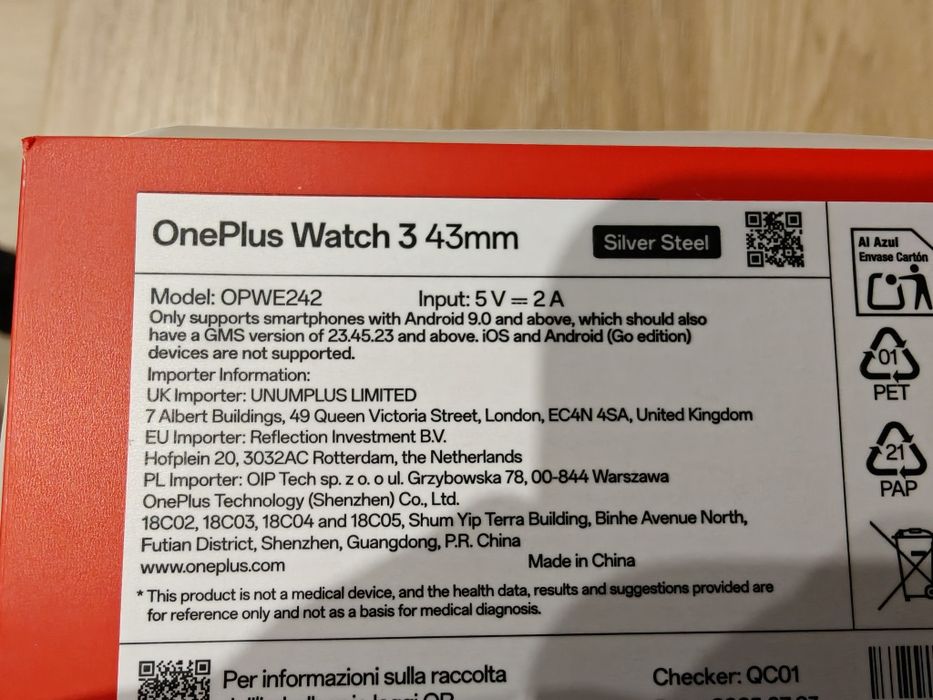 OnePlus Watch 3 43mm
Silver Steel
Model: OPWE242
Input: 5 V ⎓ 2 A
Only supports smartphones with Android 9.0 and above, which should also
have a GMS version of 23.45.23 and above. iOS and Android (Go edition)
devices are not supported.
Importer Information:
UK Importer: UNUMPLUS LIMITED
7 Albert Buildings, 49 Queen Victoria Street, London, EC4N 4SA, United Kingdom
EU Importer: Reflection Investment B.V.
Hofplein 20, 3032AC Rotterdam, the Netherlands
PL Importer: OIP Tech sp. z o. o ul. Grzybowska 78, 00-844 Warszawa
OnePlus Technology (Shenzhen) Co., Ltd.
18C02, 18C03, 18C04 and 18C05, Shum Yip Terra Building, Binhe Avenue North,
Futian District, Shenzhen, Guangdong, P.R. China
www.oneplus.com
Made in China
* This product is not a medical device, and the health data, results and suggestions provided are
for reference only and not as a basis for medical diagnosis.
Al Azul
Envase Cartón
01
PET
21
PAP
Per informazioni sulla raccolta
Checker: QC01